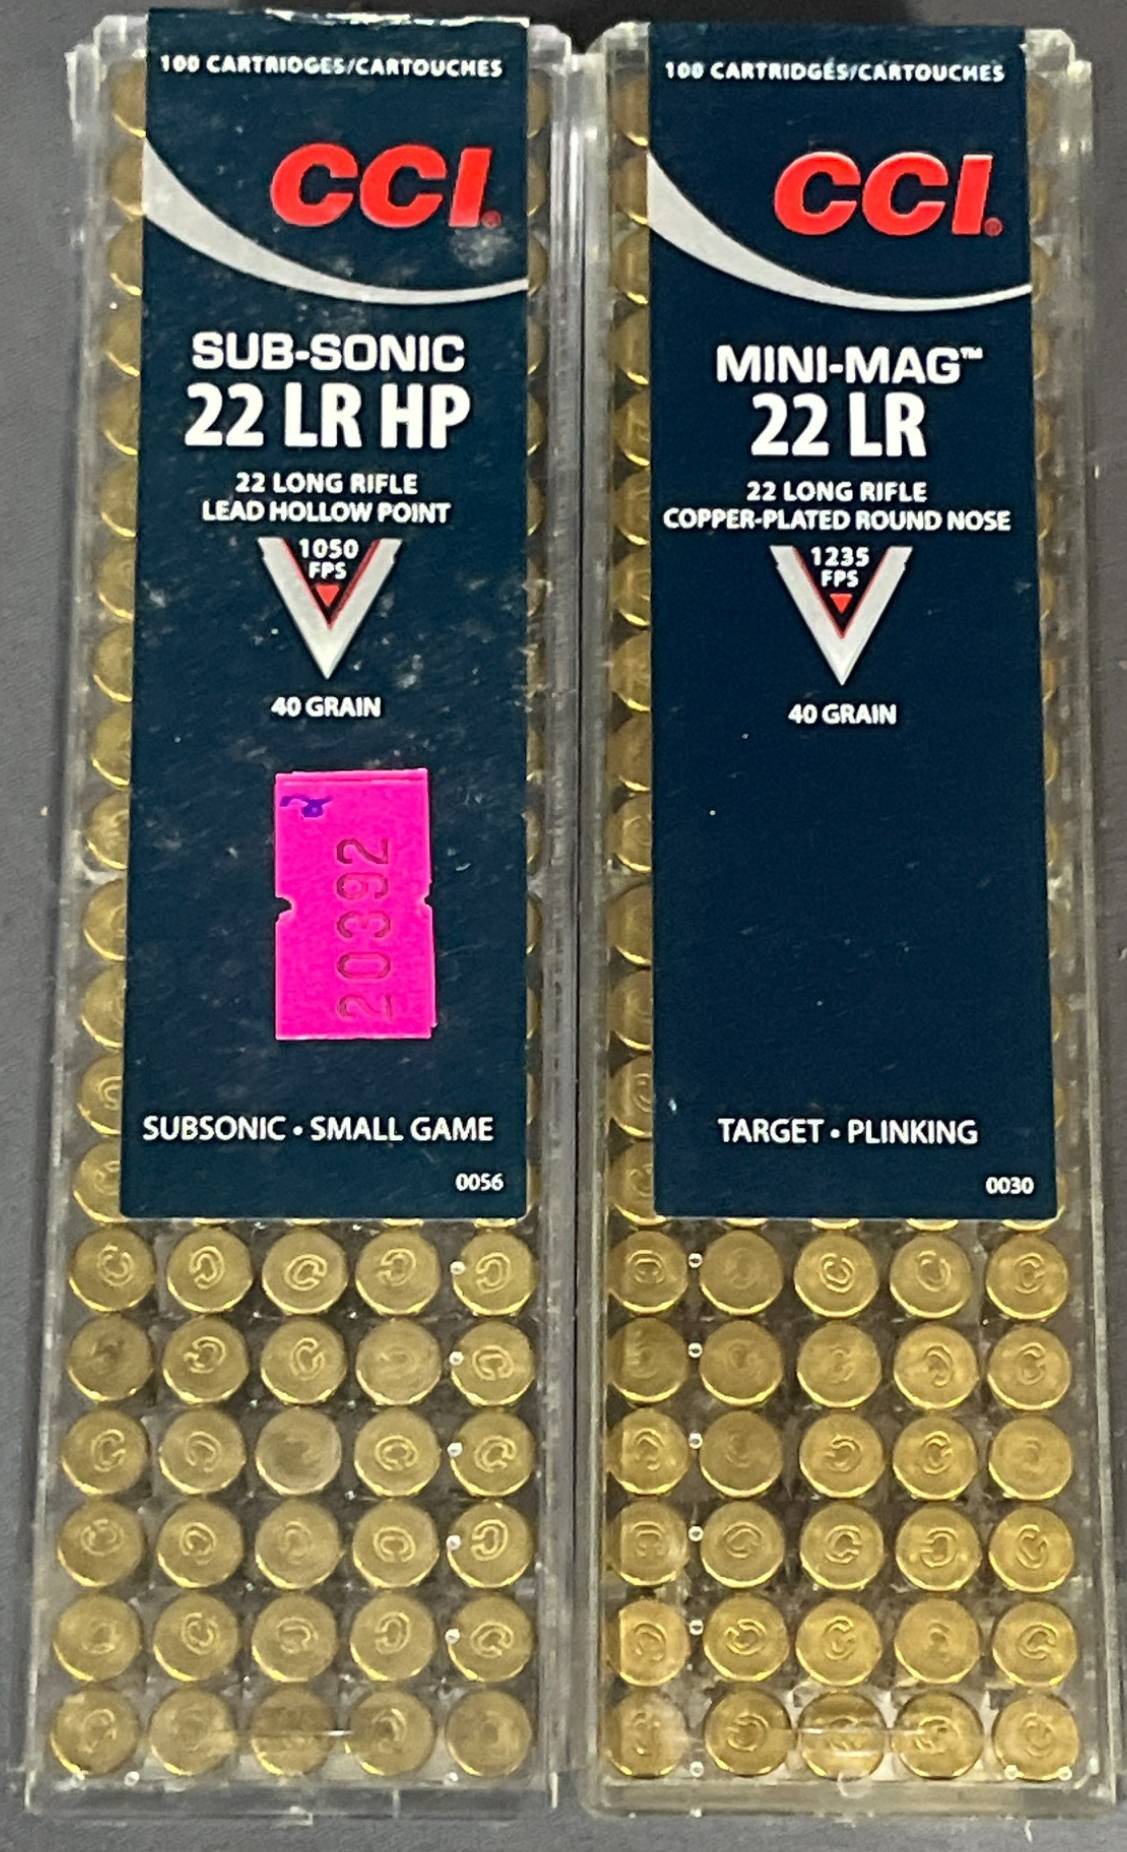 100 CARTRIDGES/CARTOUCHES
CCI®
SUB-SONIC
22 LR HP
22 LONG RIFLE
LEAD HOLLOW POINT
1050
FPS
40 GRAIN
20392
SUBSONIC • SMALL GAME
0056
100 CARTRIDGES/CARTOUCHES
CCI®
MINI-MAG™
22 LR
22 LONG RIFLE
COPPER-PLATED ROUND NOSE
1235
FPS
40 GRAIN
TARGET • PLINKING
0030